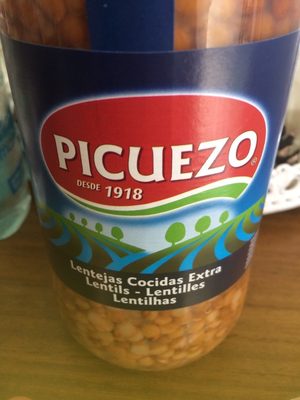 PICUEZO®
DESDE 1918
Lentejas Cocidas Extra
Lentils - Lentilles
Lentilhas